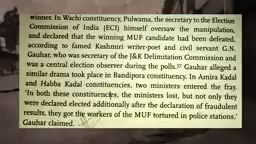 winner. In Wachi constituency, Pulwama, the secretary to the Election
Commission of India (ECI) himself oversaw the manipulation,
and declared that the winning MUF candidate had been defeated,
according to famed Kashmiri writer-poet and civil servant G.N.
Gauhar, who was secretary of the J&K Delimitation Commission and
was a central election observer during the polls.37 Gauhar alleged a
similar drama took place in Bandipora constituency. In Amira Kadal
and Habba Kadal constituencies, two ministers entered the fray.
'In both these constituencies, the ministers lost, but not only they
were declared elected additionally after the declaration of fraudulent
results, they got the workers of the MUF tortured in police stations,'
Gauhar claimed.